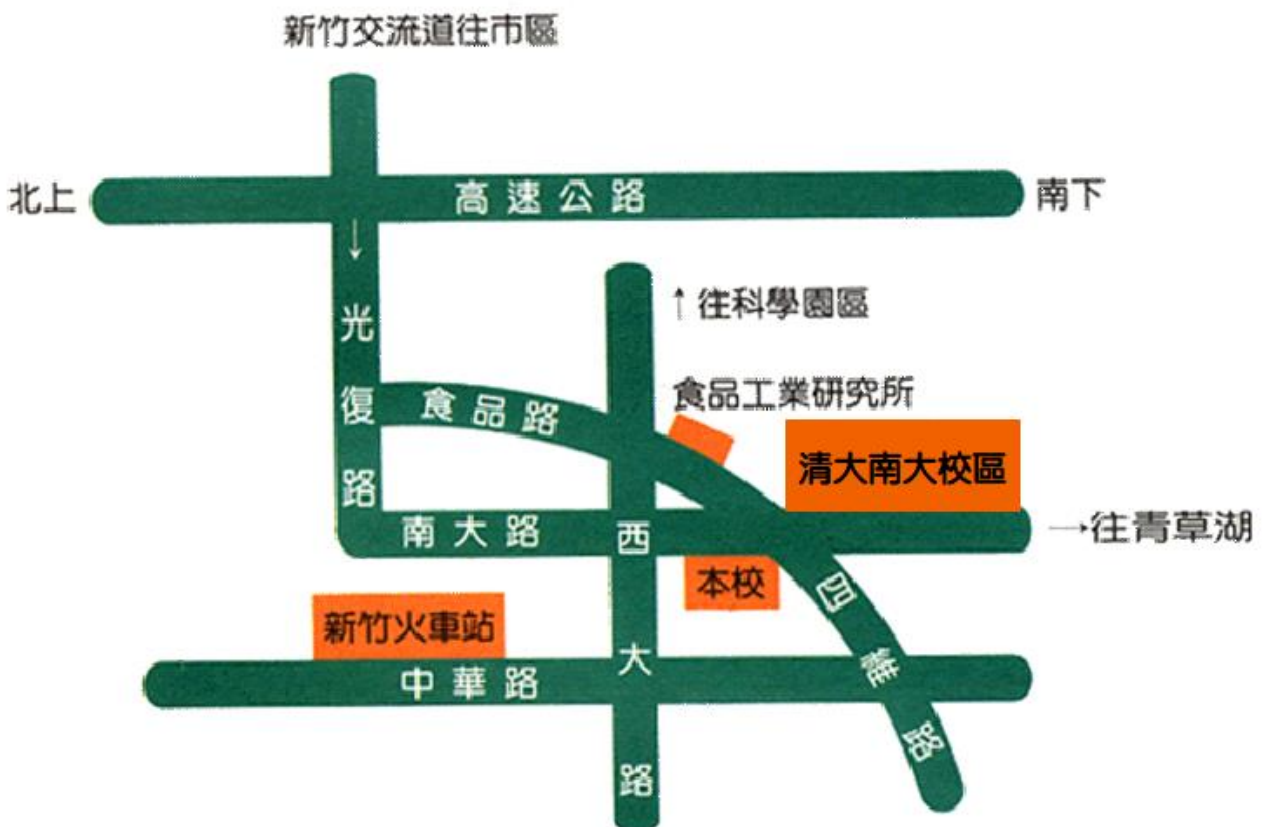 新竹交流道往市區
北上
高速公路
南下
↓
光復路
↑往科學園區
食品工業研究所
食品路
清大南大校區
南大路
西大路
→往青草湖
本校
四維路
新竹火車站
中華路